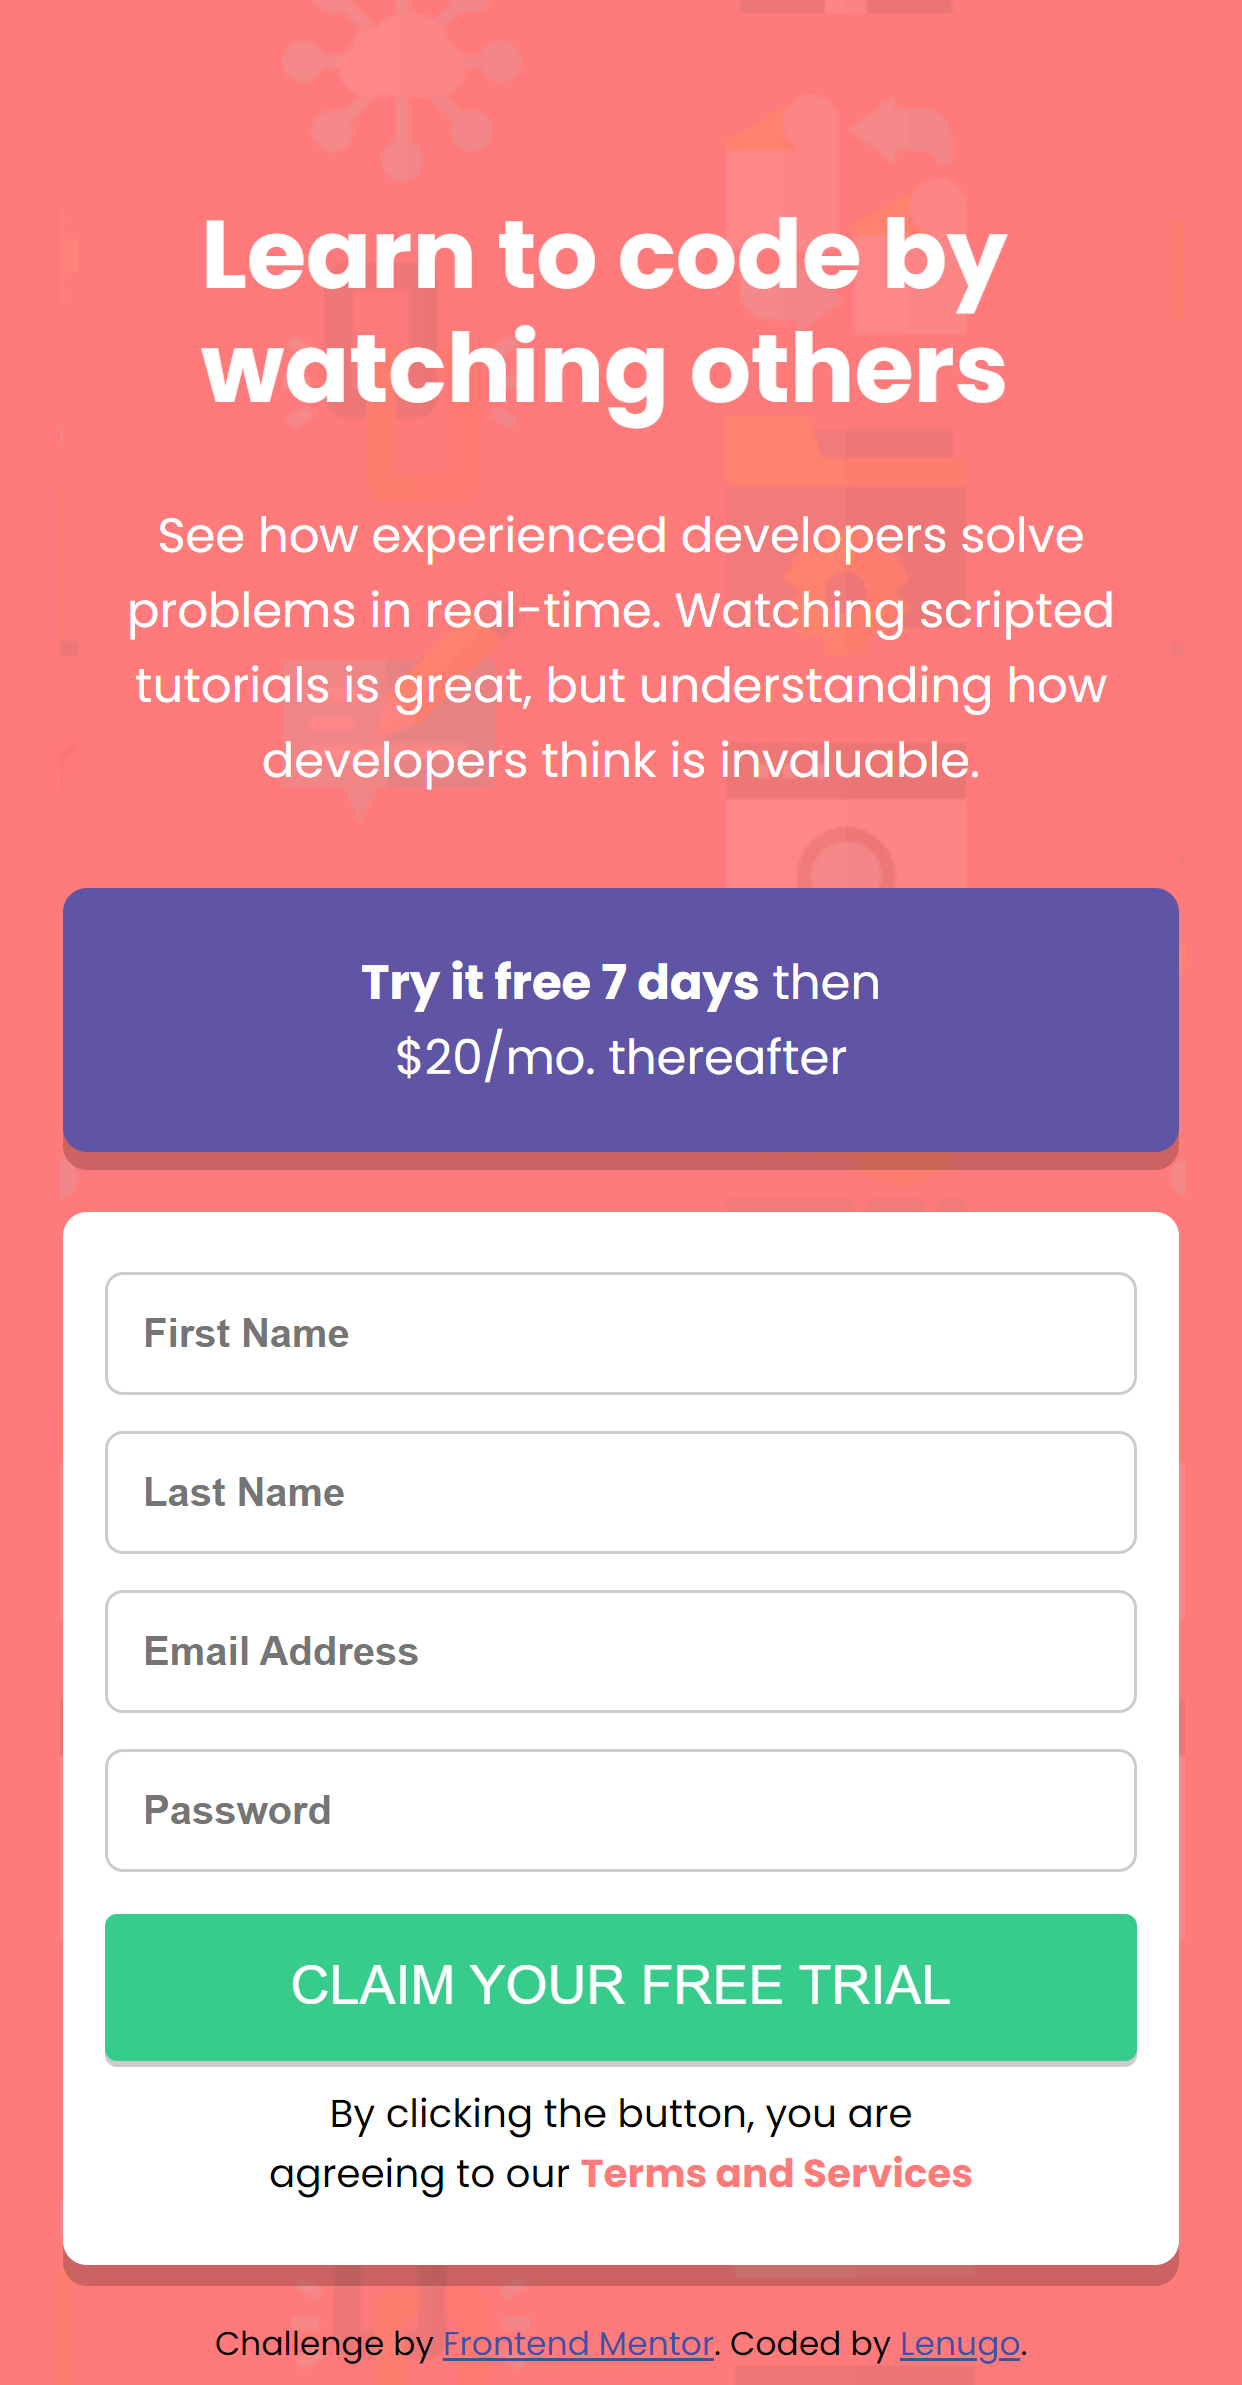 Learn to code by
watching others
See how experienced developers solve
problems in real-time. Watching scripted
tutorials is great, but understanding how
developers think is invaluable.
Try it free 7 days then
$20/mo. thereafter
First Name
Last Name
Email Address
Password
CLAIM YOUR FREE TRIAL
By clicking the button, you are
agreeing to our Terms and Services
Challenge by Frontend Mentor. Coded by Lenugo.